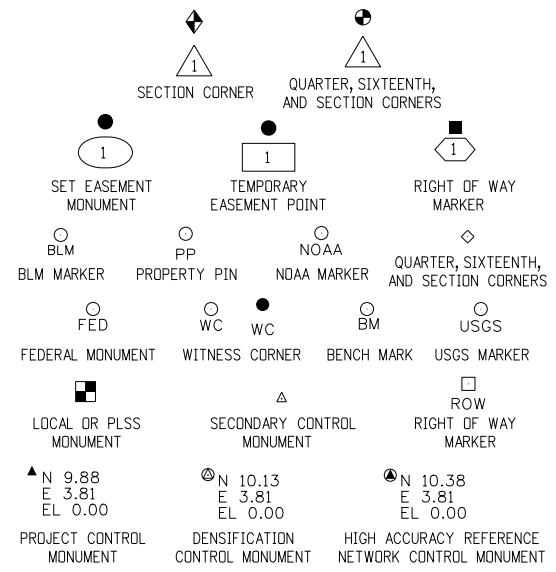 1
1
SECTION CORNER
QUARTER, SIXTEENTH,
AND SECTION CORNERS
1
1
1
SET EASEMENT
MONUMENT
TEMPORARY
EASEMENT POINT
RIGHT OF WAY
MARKER
BLM
PP
NOAA
BLM MARKER
PROPERTY PIN
NOAA MARKER
QUARTER, SIXTEENTH,
AND SECTION CORNERS
FED
WC
WC
BM
USGS
FEDERAL MONUMENT
WITNESS CORNER
BENCH MARK
USGS MARKER
ROW
LOCAL OR PLSS
MONUMENT
SECONDARY CONTROL
MONUMENT
RIGHT OF WAY
MARKER
N 9.88
E 3.81
EL 0.00
N 10.13
E 3.81
EL 0.00
N 10.38
E 3.81
EL 0.00
PROJECT CONTROL
MONUMENT
DENSIFICATION
CONTROL MONUMENT
HIGH ACCURACY REFERENCE
NETWORK CONTROL MONUMENT